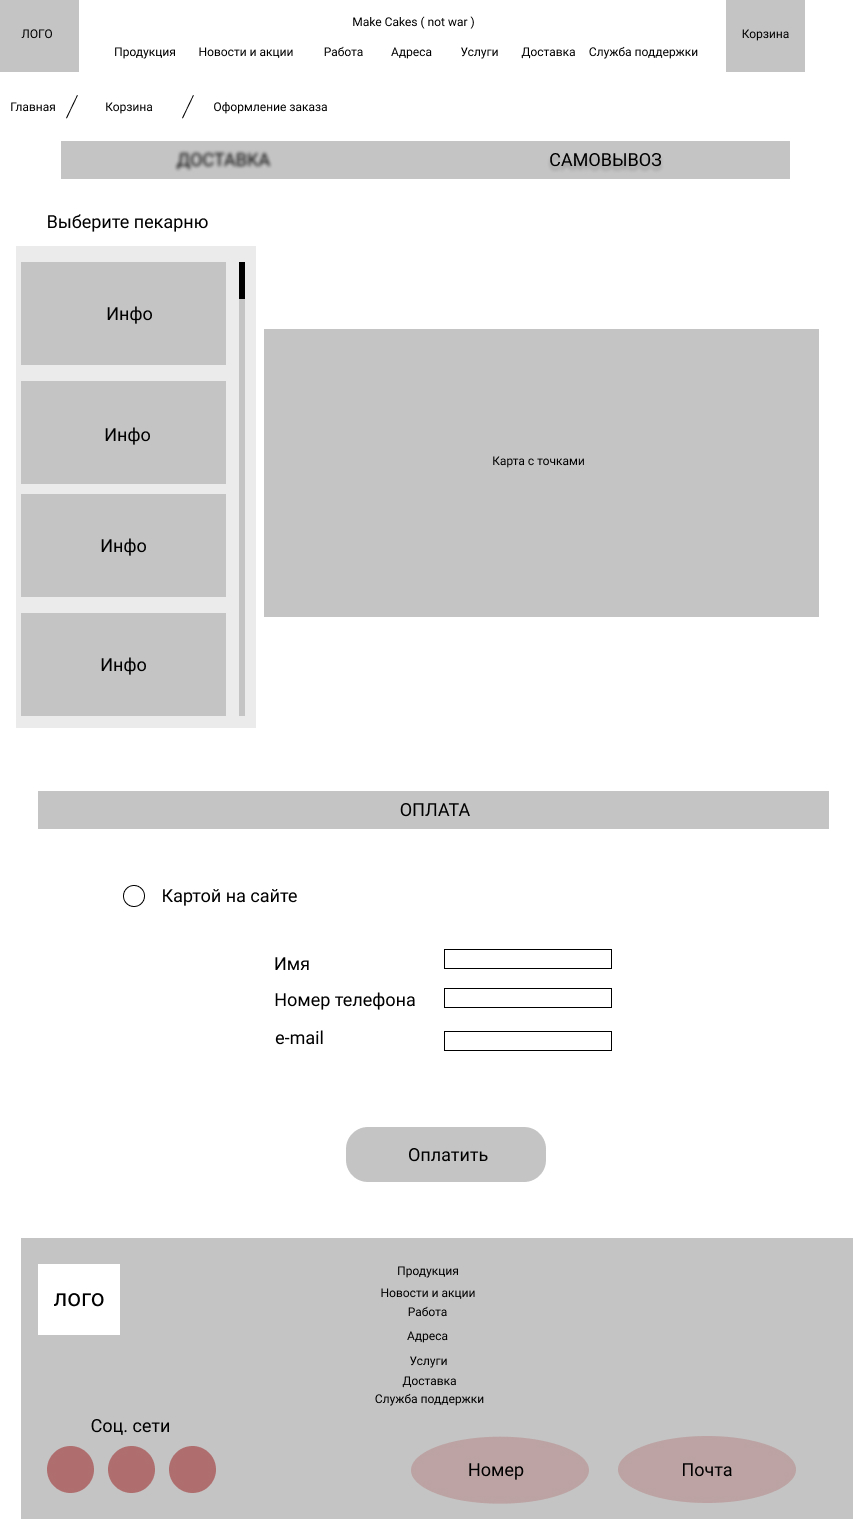 ЛОГО
Make Cakes ( not war )
Корзина
Продукция Новости и акции Работа Адреса Услуги Доставка Служба поддержки
Главная / Корзина / Оформление заказа
ДОСТАВКА САМОВЫВОЗ
Выберите пекарню
Инфо
Инфо
Инфо
Инфо
Карта с точками
ОПЛАТА
Картой на сайте
Имя
Номер телефона
e-mail
Оплатить
лого
Продукция
Новости и акции
Работа
Адреса
Услуги
Доставка
Служба поддержки
Соц. сети
Номер
Почта